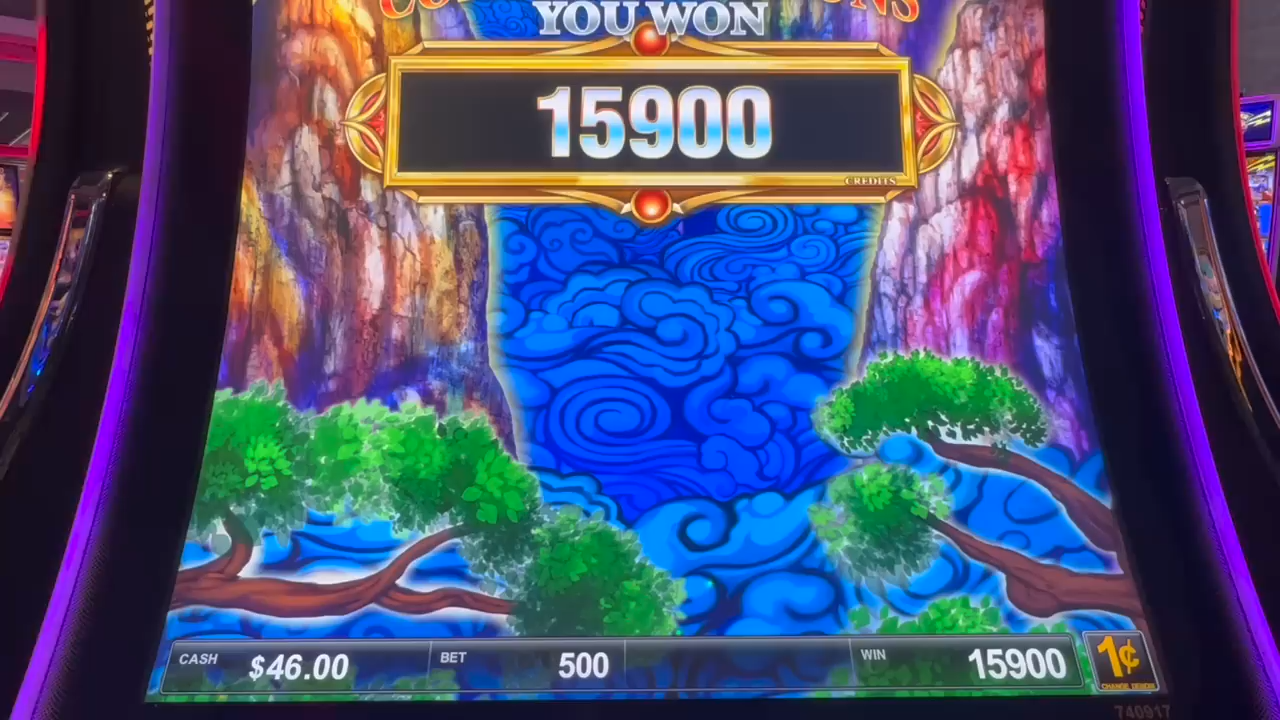 YOU WON
15900
CREDITS
CASH $46.00 BET 500 WIN 15900 1¢
CHANGE DENOM
740917